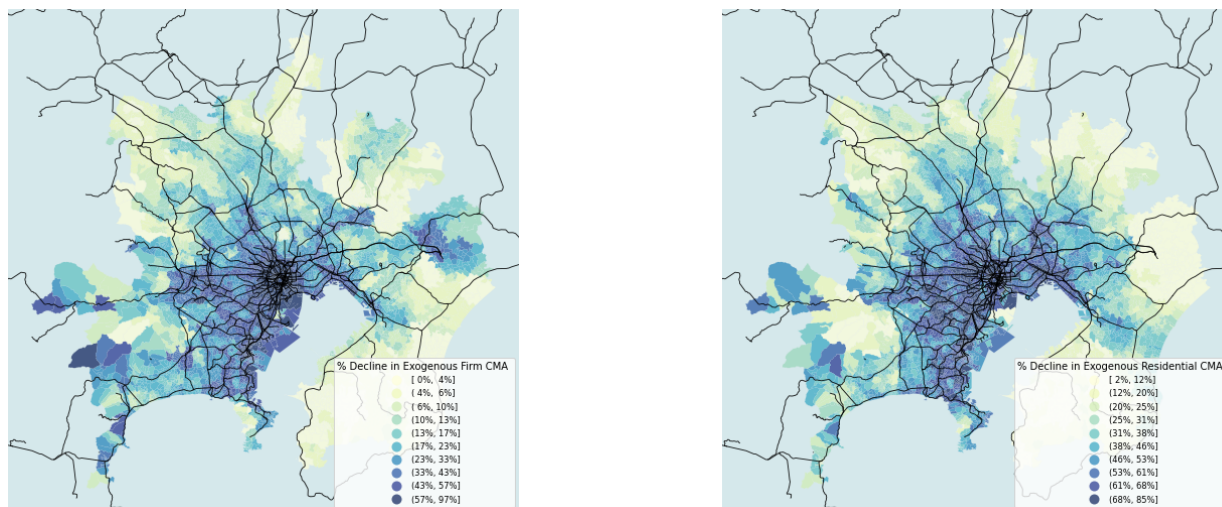 % Decline in Exogenous Firm CMA
[ 0%, 4%]
( 4%, 6%]
( 6%, 10%]
(10%, 13%]
(13%, 17%]
(17%, 23%]
(23%, 33%]
(33%, 43%]
(43%, 57%]
(57%, 97%]
% Decline in Exogenous Residential CMA
[ 2%, 12%]
(12%, 20%]
(20%, 25%]
(25%, 31%]
(31%, 38%]
(38%, 46%]
(46%, 53%]
(53%, 61%]
(61%, 68%]
(68%, 85%]